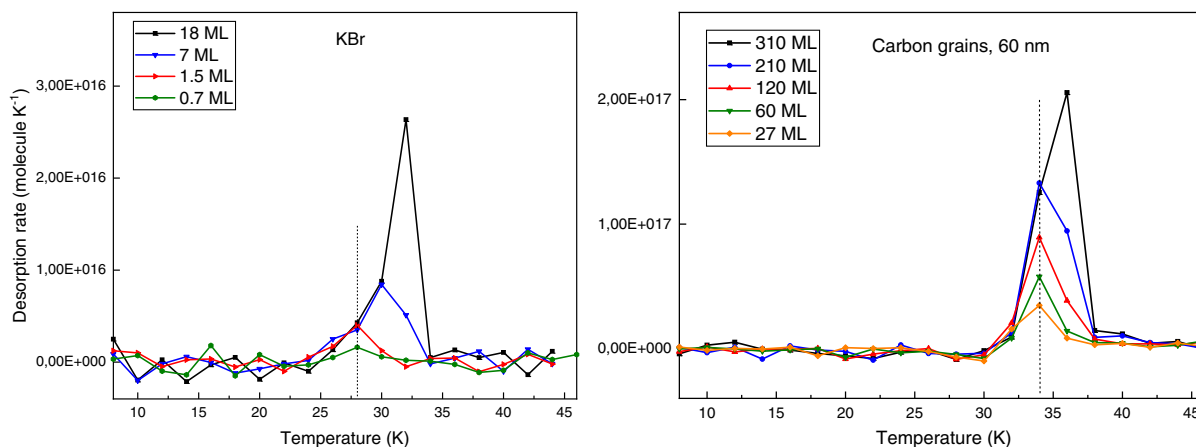 KBr
18 ML
7 ML
1.5 ML
0.7 ML
3,00E+016
2,00E+016
1,00E+016
0,00E+000
Desorption rate (molecule K⁻¹)
10 15 20 25 30 35 40 45
Temperature (K)
Carbon grains, 60 nm
310 ML
210 ML
120 ML
60 ML
27 ML
2,00E+017
1,00E+017
0,00E+000
10 15 20 25 30 35 40 45
Temperature (K)